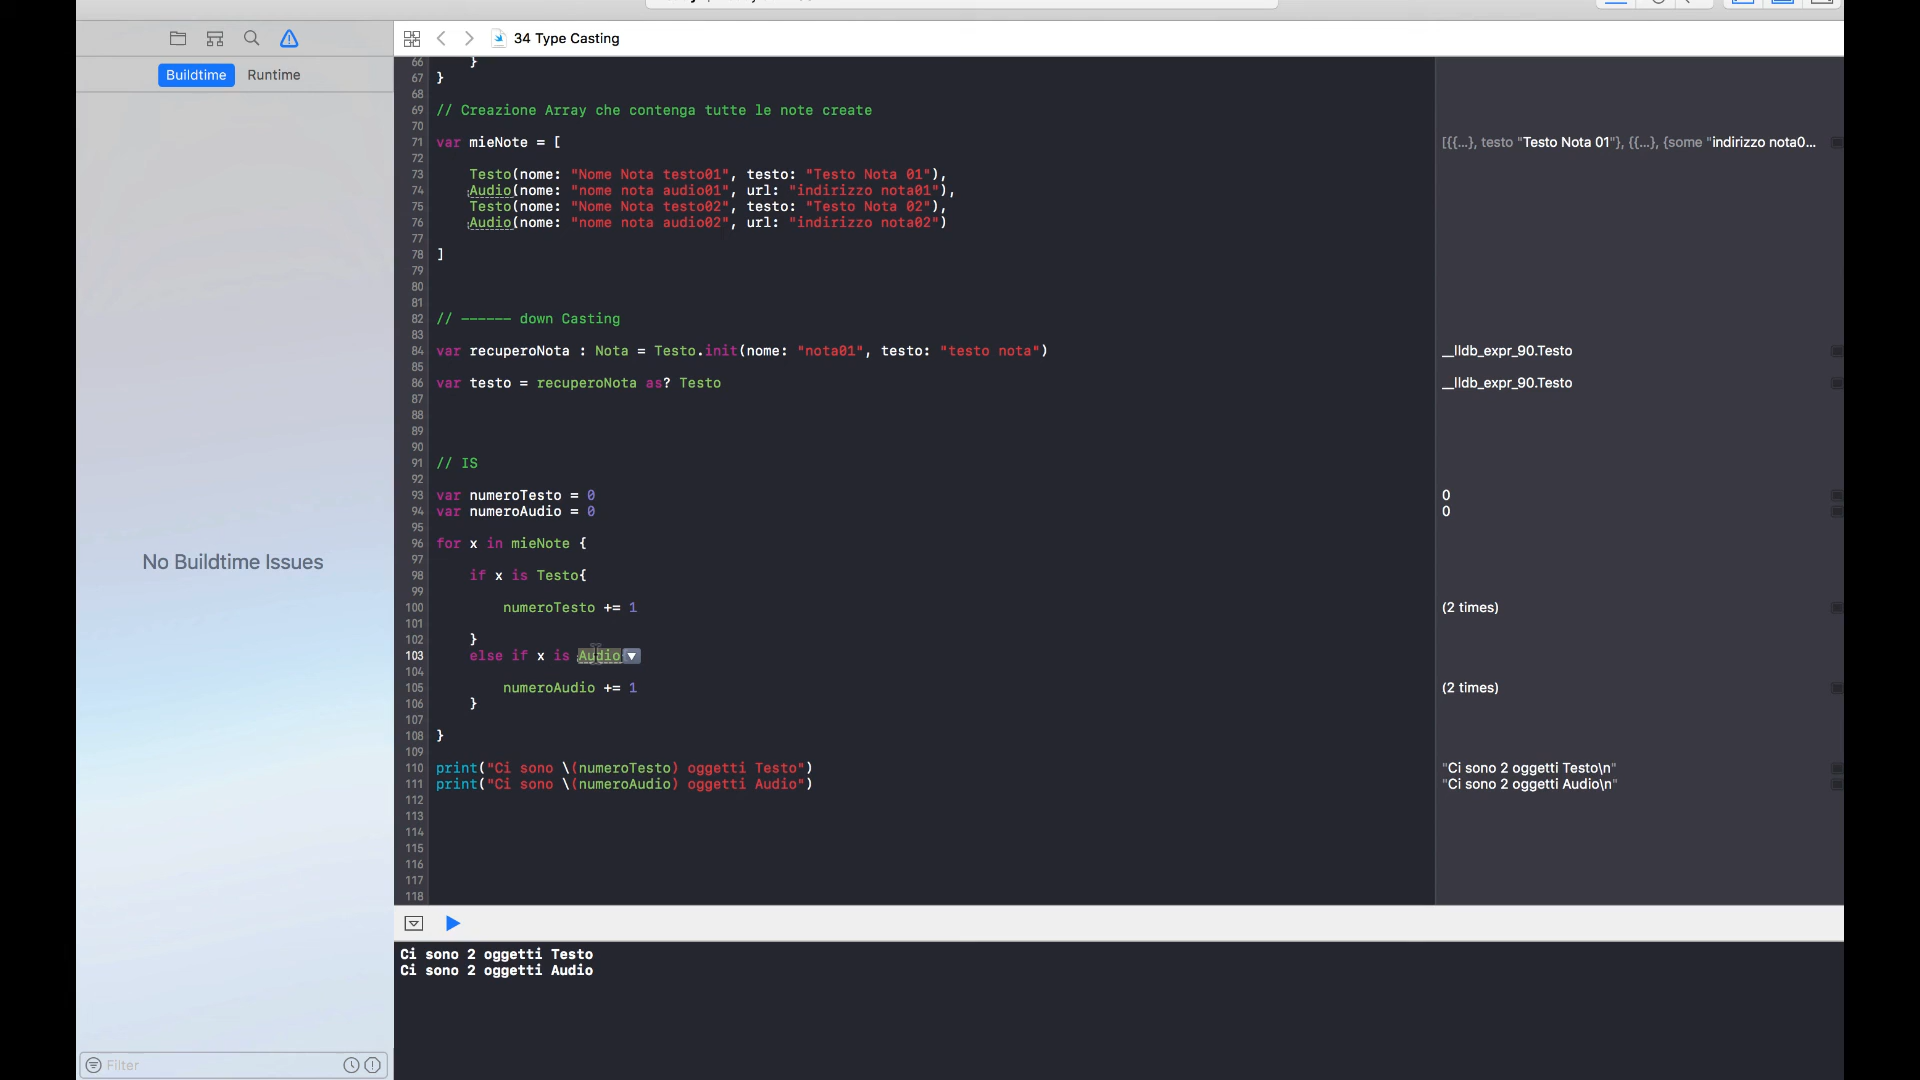 34 Type Casting
Buildtime Runtime
No Buildtime Issues
Filter
66 }
67 }
68
69 // Creazione Array che contenga tutte le note create
70
71 var mieNote = [
[{{...}, testo "Testo Nota 01"}, {{...}, {some "indirizzo nota0...
72
73 Testo(nome: "Nome Nota testo01", testo: "Testo Nota 01"),
74 Audio(nome: "nome nota audio01", url: "indirizzo nota01"),
75 Testo(nome: "Nome Nota testo02", testo: "Testo Nota 02"),
76 Audio(nome: "nome nota audio02", url: "indirizzo nota02")
77
78 ]
79
80
81
82 // —————— down Casting
83
84 var recuperoNota : Nota = Testo.init(nome: "nota01", testo: "testo nota")
__lldb_expr_90.Testo
85
86 var testo = recuperoNota as? Testo
__lldb_expr_90.Testo
87
88
89
90
91 // IS
92
93 var numeroTesto = 0
0
94 var numeroAudio = 0
0
95
96 for x in mieNote {
97
98 if x is Testo{
99
100 numeroTesto += 1
(2 times)
101
102 }
103 else if x is Audio
104
105 numeroAudio += 1
(2 times)
106 }
107
108 }
109
110 print("Ci sono \(numeroTesto) oggetti Testo")
"Ci sono 2 oggetti Testo\n"
111 print("Ci sono \(numeroAudio) oggetti Audio")
"Ci sono 2 oggetti Audio\n"
112
113
114
115
116
117
118
Ci sono 2 oggetti Testo
Ci sono 2 oggetti Audio